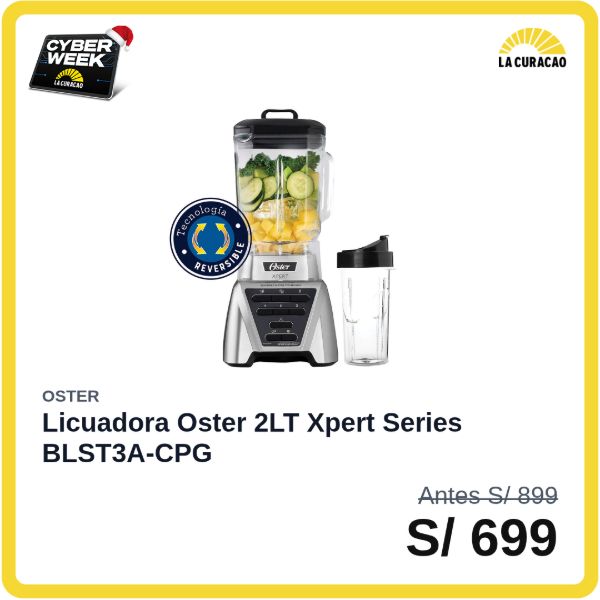 CYBER
WEEK
LA CURACAO
LA CURACAO
Tecnología
REVERSIBLE
Oster
XPERT
OSTER
Licuadora Oster 2LT Xpert Series
BLST3A-CPG
Antes S/ 899
S/ 699